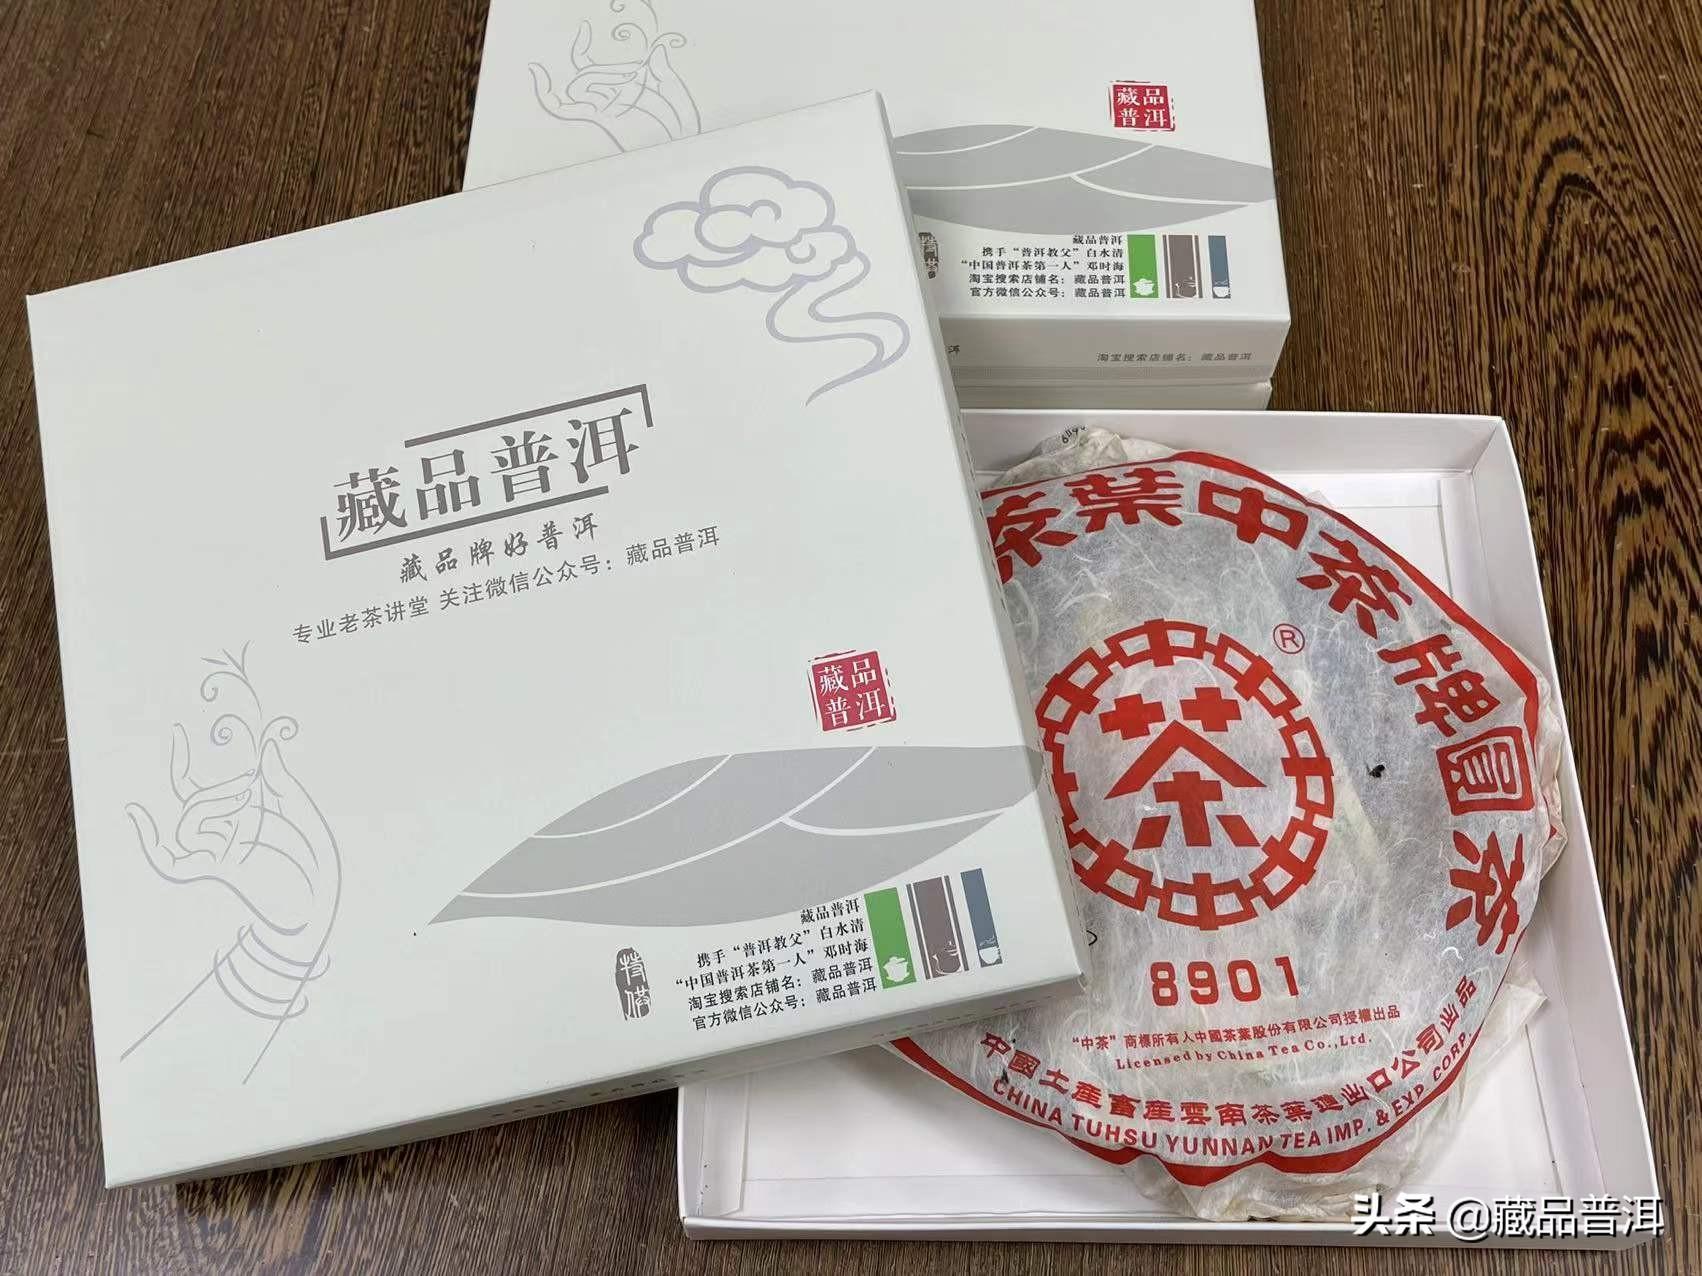 藏品
普洱
藏品普洱
携手“普洱教父”白水清
“中国普洱茶第一人”邓时海
淘宝搜索店铺名：藏品普洱
官方微信公众号：藏品普洱
洱
淘宝搜索店铺名：藏品普洱
藏品普洱
藏品牌好普洱
专业老茶讲堂 关注微信公众号：藏品普洱
藏品
普洱
藏品普洱
携手“普洱教父”白水清
“中国普洱茶第一人”邓时海
淘宝搜索店铺名：藏品普洱
官方微信公众号：藏品普洱
茶葉中茶牌圓茶
®
中中中中中中中中
茶
8901
“中茶”商標所有人中國茶葉股份有限公司授權出品
Licensed by China Tea Co.,Ltd.
中國土產畜產雲南茶葉進出口公司出品
CHINA TUHSU YUNNAN TEA IMP. & EXP. CORP.
头条 @藏品普洱